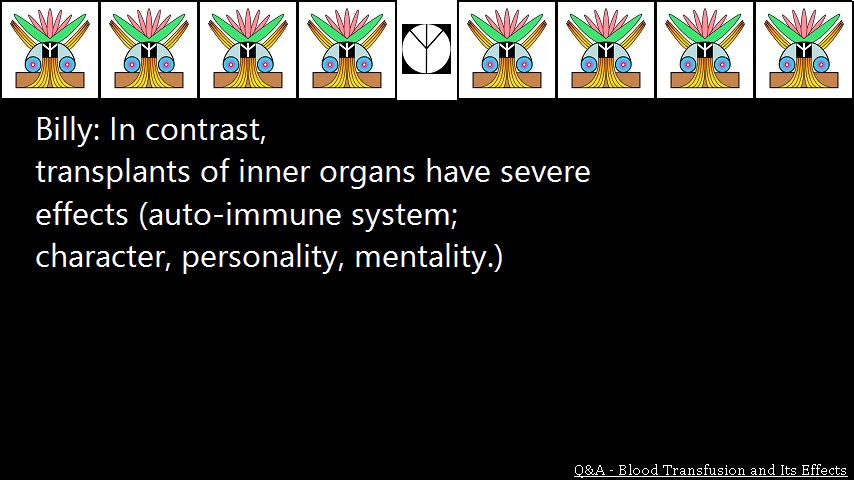 Billy: In contrast,
transplants of inner organs have severe
effects (auto-immune system;
character, personality, mentality.)
Q&A - Blood Transfusion and Its Effects